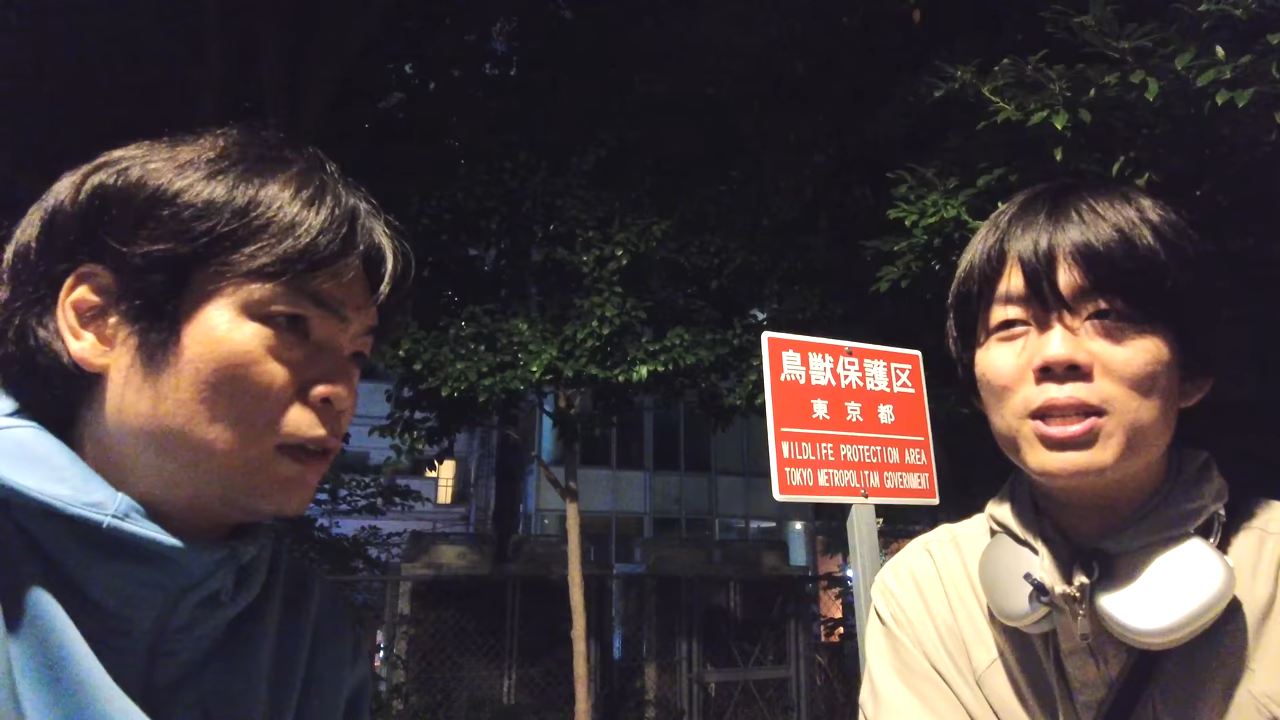 鳥獣保護区
東京都
WILDLIFE PROTECTION AREA
TOKYO METROPOLITAN GOVERNMENT